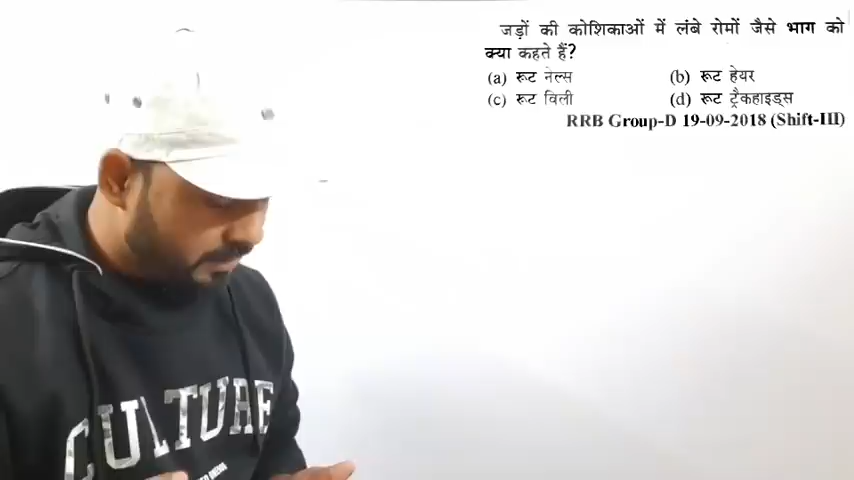 जड़ों की कोशिकाओं में लंबे रोमों जैसे भाग को
क्या कहते हैं?
(a) रूट नेल्स (b) रूट हेयर
(c) रूट विली (d) रूट ट्रैकहाइड्स
RRB Group-D 19-09-2018 (Shift-III)
CULTURE